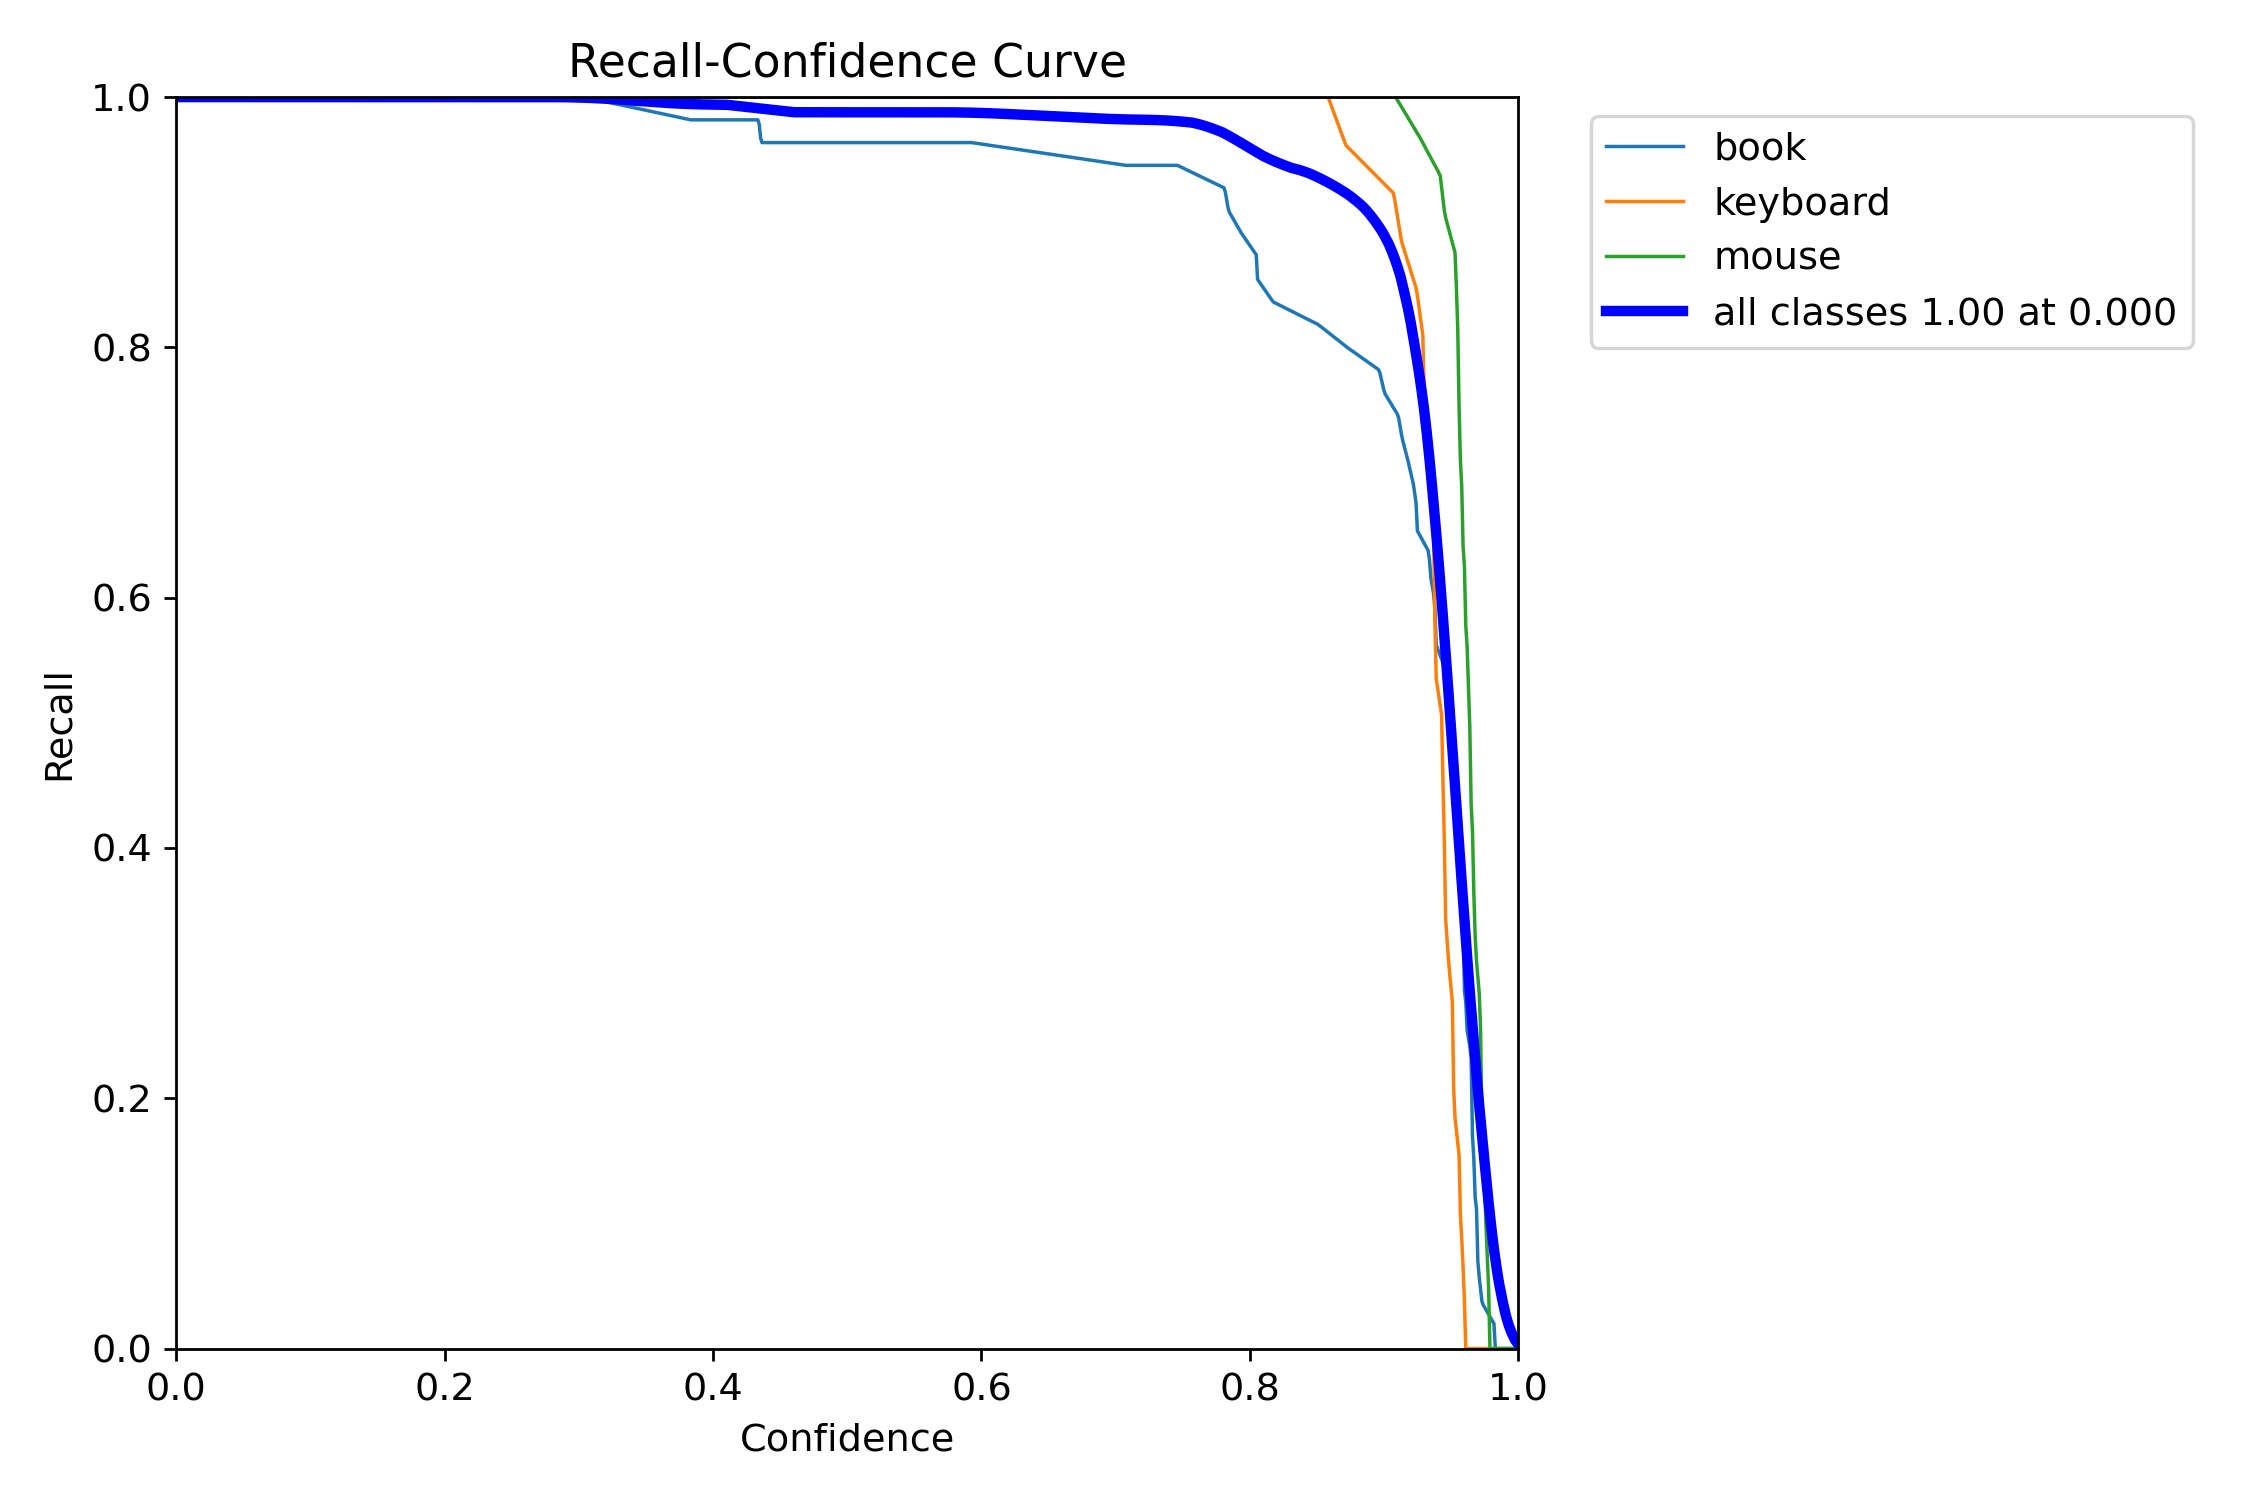 Recall-Confidence Curve
1.0
0.8
0.6
0.4
0.2
0.0
Recall
0.0 0.2 0.4 0.6 0.8 1.0
Confidence
book
keyboard
mouse
all classes 1.00 at 0.000